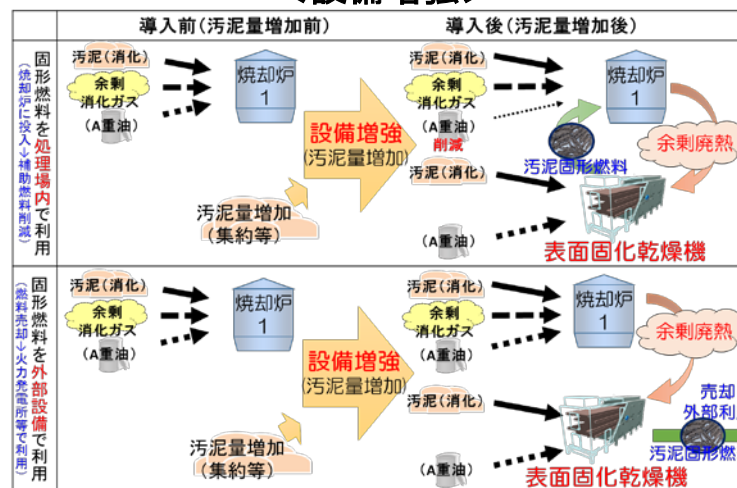 導入前(汚泥量増加前)
導入後(汚泥量増加後)
固形燃料を処理場内で利用
(焼却炉に投入→補助燃料削減)
汚泥(消化)
余剰
消化ガス
(A重油)
焼却炉
1
設備増強
(汚泥量増加)
汚泥量増加
(集約等)
汚泥(消化)
余剰
消化ガス
(A重油)
削減
焼却炉
1
余剰廃熱
汚泥固形燃料
汚泥(消化)
(A重油)
表面固化乾燥機
固形燃料を外部設備で利用
(燃料売却→火力発電所等で利用)
汚泥(消化)
余剰
消化ガス
(A重油)
焼却炉
1
設備増強
(汚泥量増加)
汚泥量増加
(集約等)
汚泥(消化)
余剰
消化ガス
(A重油)
焼却炉
1
余剰廃熱
汚泥(消化)
(A重油)
売却
外部利
汚泥固形燃
表面固化乾燥機